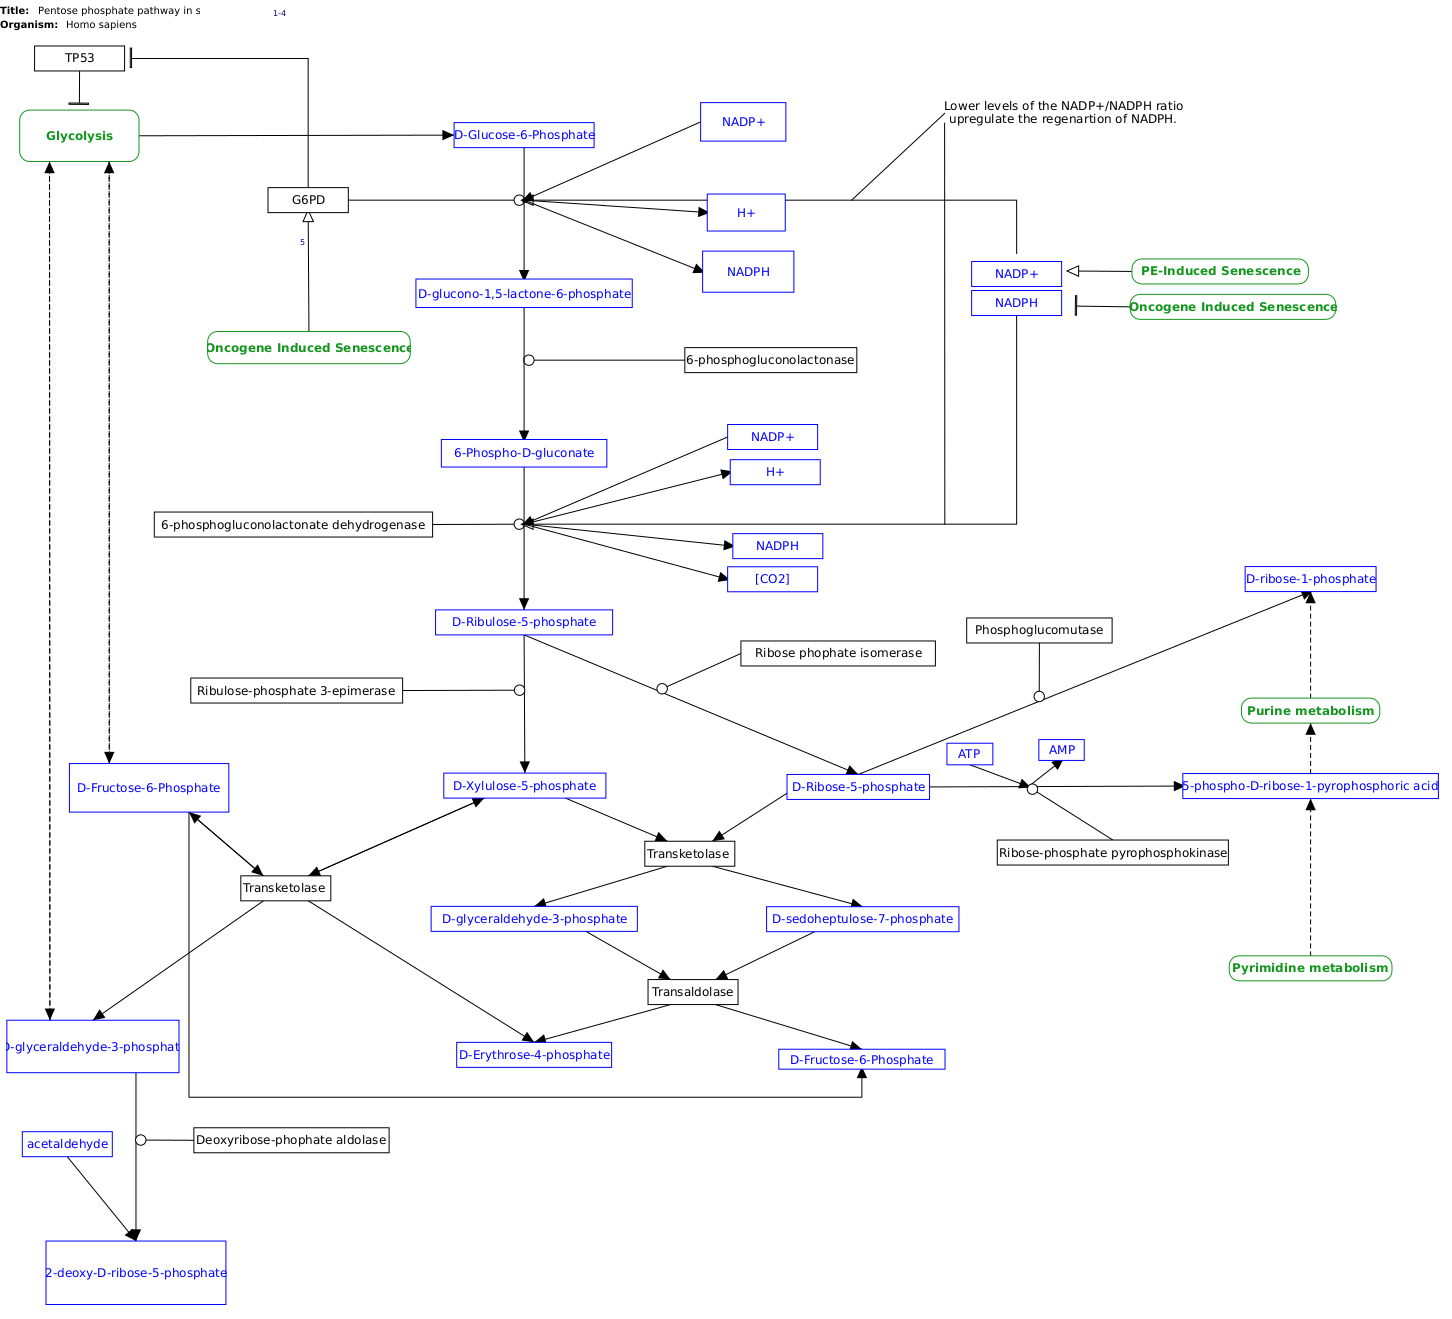 Title: Pentose phosphate pathway in s
1-4
Organism: Homo sapiens
TP53
Glycolysis
D-Glucose-6-Phosphate
NADP+
Lower levels of the NADP+/NADPH ratio
upregulate the regenartion of NADPH.
G6PD
H+
5
NADPH
NADP+
PE-Induced Senescence
D-glucono-1,5-lactone-6-phosphate
NADPH
Oncogene Induced Senescence
Oncogene Induced Senescence
6-phosphogluconolactonase
NADP+
6-Phospho-D-gluconate
H+
6-phosphogluconolactonate dehydrogenase
NADPH
[CO2]
D-ribose-1-phosphate
D-Ribulose-5-phosphate
Phosphoglucomutase
Ribose phophate isomerase
Ribulose-phosphate 3-epimerase
Purine metabolism
ATP
AMP
D-Fructose-6-Phosphate
D-Xylulose-5-phosphate
D-Ribose-5-phosphate
5-phospho-D-ribose-1-pyrophosphoric acid
Transketolase
Ribose-phosphate pyrophosphokinase
Transketolase
D-glyceraldehyde-3-phosphate
D-sedoheptulose-7-phosphate
Pyrimidine metabolism
Transaldolase
D-glyceraldehyde-3-phosphat
D-Erythrose-4-phosphate
D-Fructose-6-Phosphate
acetaldehyde
Deoxyribose-phophate aldolase
2-deoxy-D-ribose-5-phosphate